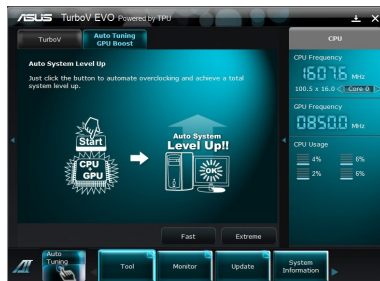 ASUS TurboV EVO Powered by TPU
TurboV
Auto Tuning
GPU Boost
Auto System Level Up
Just click the button to automate overclocking and achieve a total
system level up.
Start
CPU
GPU
Auto System
Level Up!!
OK
Fast
Extreme
CPU
CPU Frequency
1607.6 MHz
100.5 x 16.0 Core 0
GPU Frequency
0850.0 MHz
CPU Usage
4% 6%
2% 6%
Auto
Tuning
Tool
Monitor
Update
System
Information